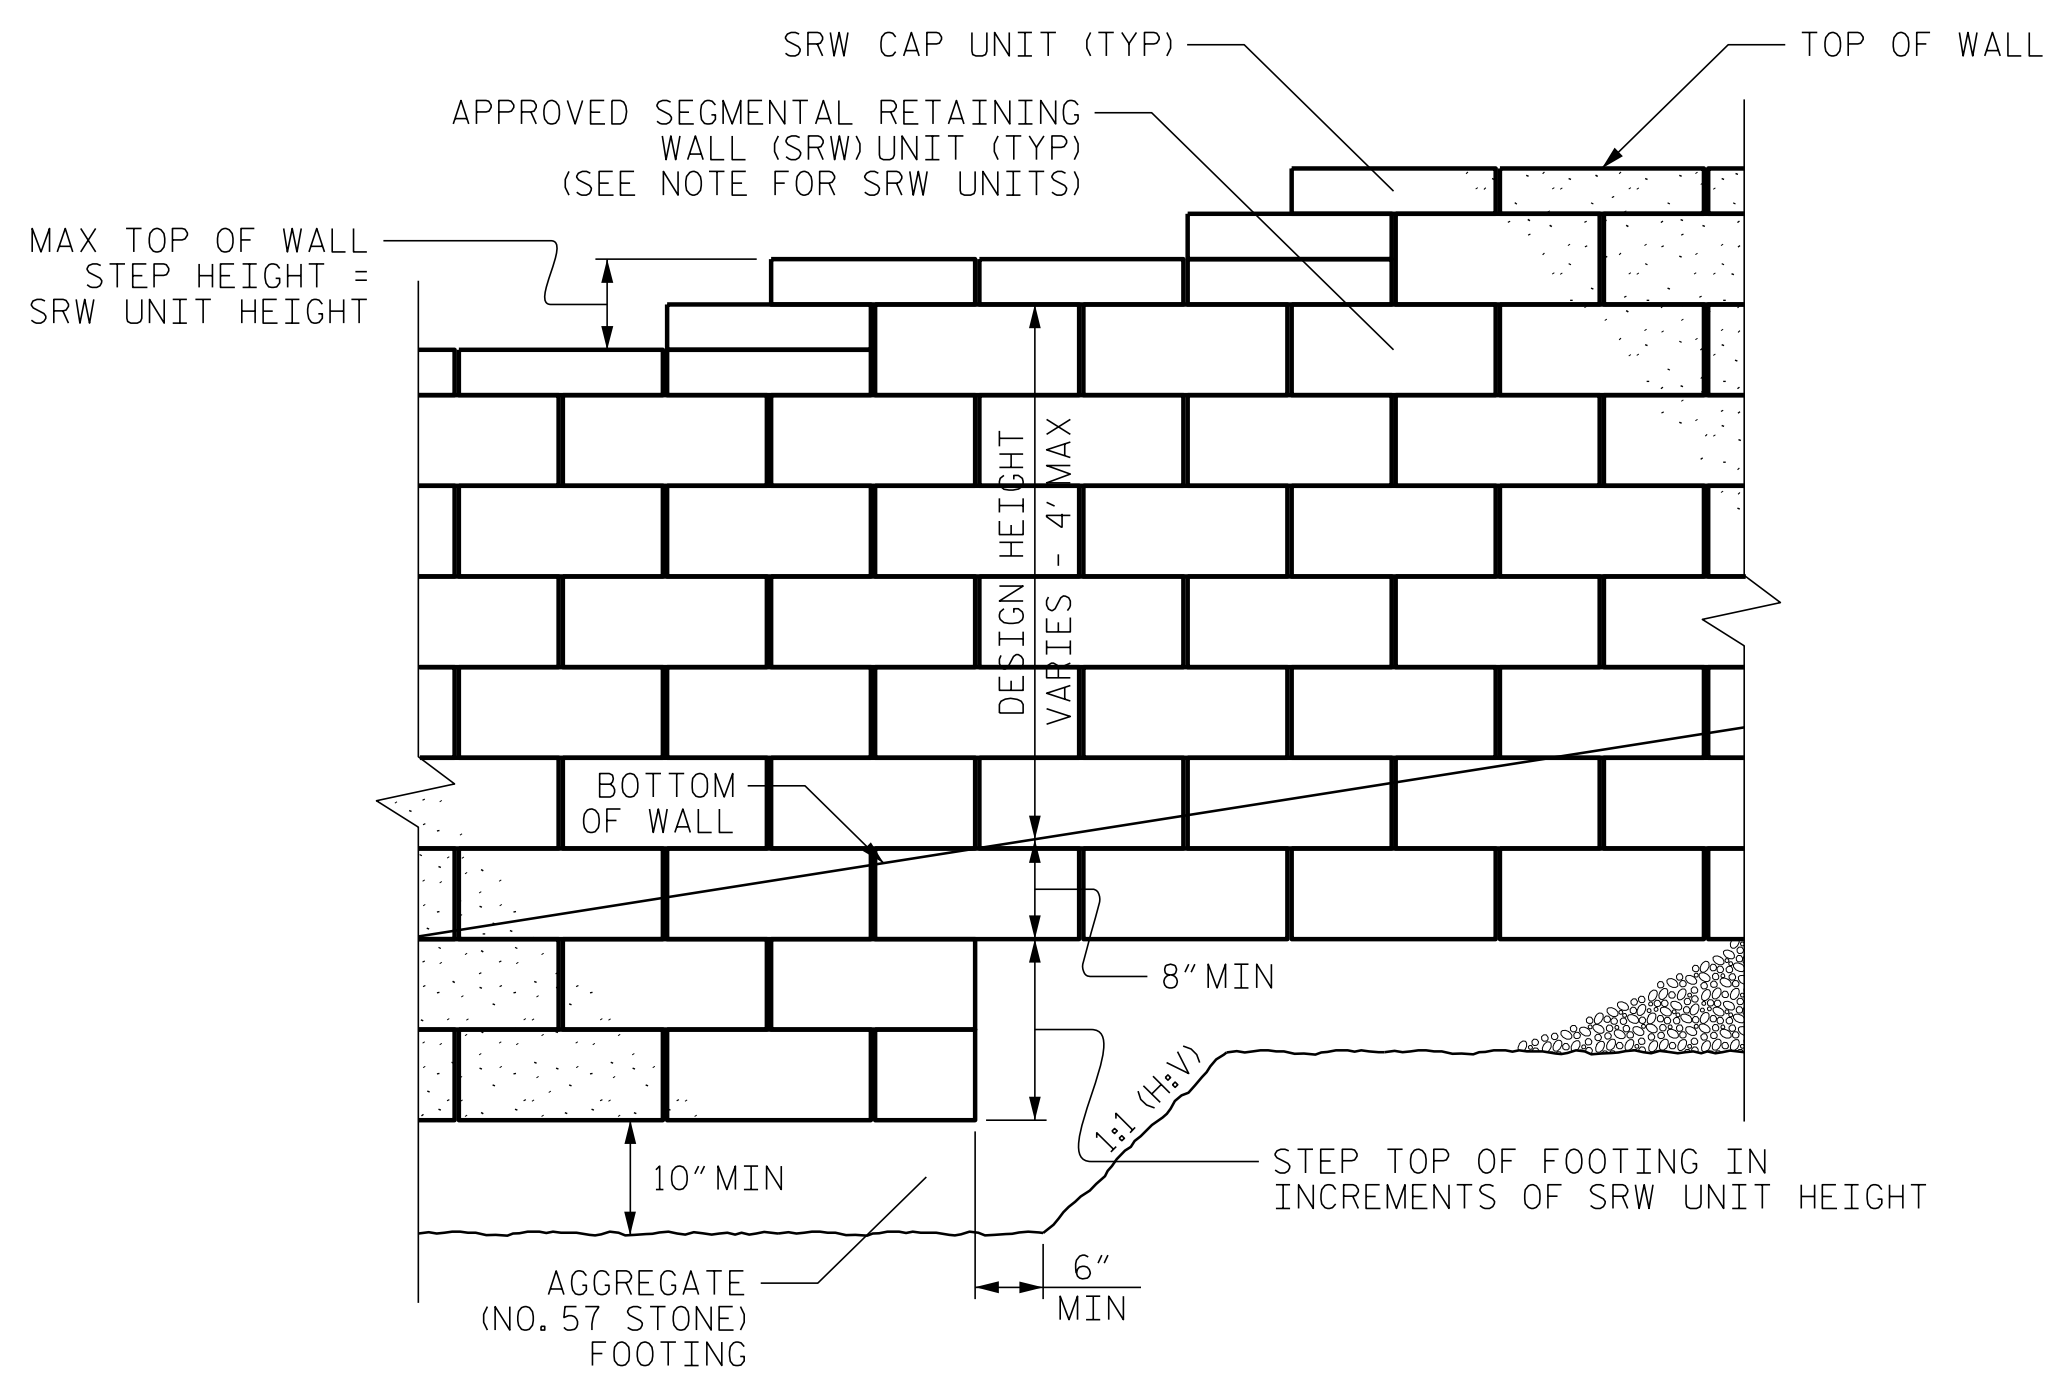 SRW CAP UNIT (TYP)
TOP OF WALL
APPROVED SEGMENTAL RETAINING
WALL (SRW) UNIT (TYP)
(SEE NOTE FOR SRW UNITS)
MAX TOP OF WALL
STEP HEIGHT =
SRW UNIT HEIGHT
DESIGN HEIGHT
VARIES - 4' MAX
BOTTOM
OF WALL
8" MIN
1:1 (H:V)
10" MIN
STEP TOP OF FOOTING IN
INCREMENTS OF SRW UNIT HEIGHT
6"
MIN
AGGREGATE
(NO. 57 STONE)
FOOTING